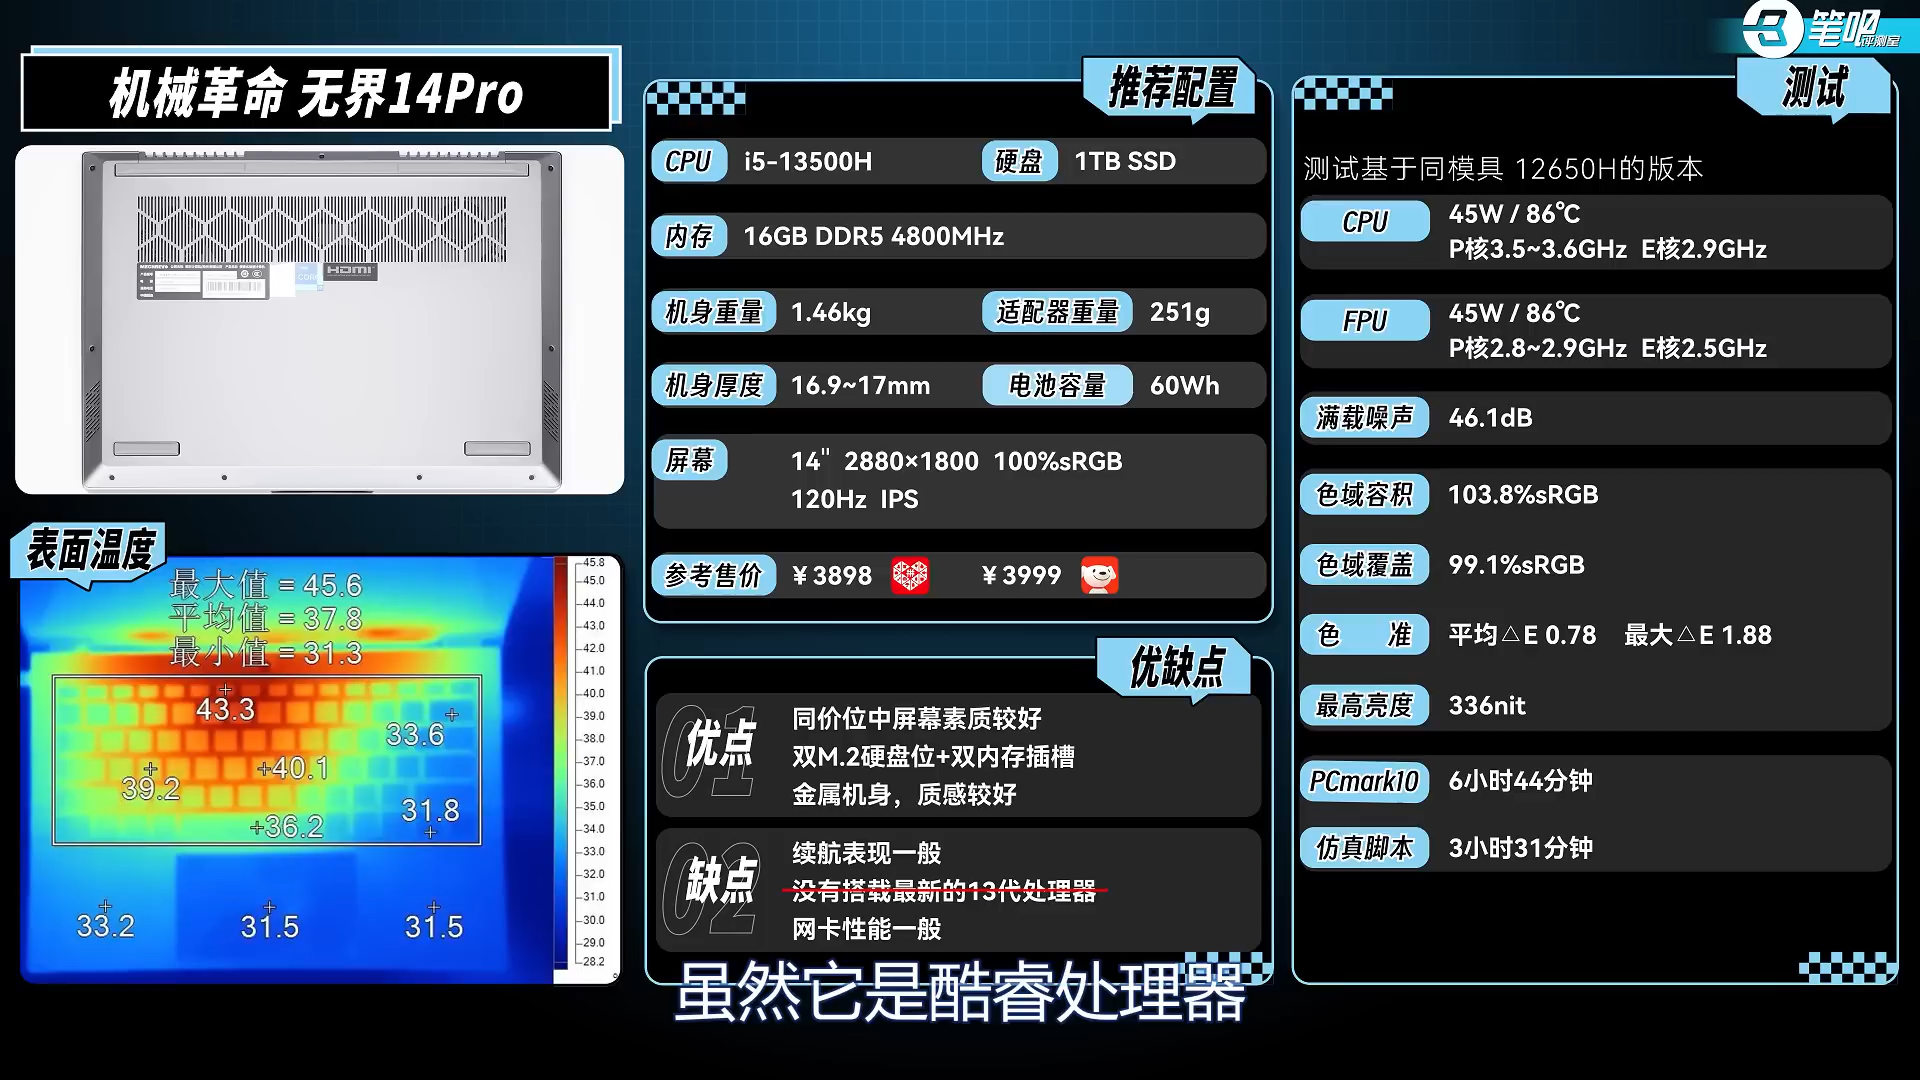 笔吧评测室
机械革命 无界14Pro
表面温度
最大值 = 45.6
平均值 = 37.8
最小值 = 31.3
43.3
33.6
39.2
40.1
36.2
31.8
33.2
31.5
31.5
45.8
45.0
44.0
43.0
42.0
41.0
40.0
39.0
38.0
37.0
36.0
35.0
34.0
33.0
32.0
31.0
30.0
29.0
28.2
HDMI
推荐配置
CPU i5-13500H 硬盘 1TB SSD
内存 16GB DDR5 4800MHz
机身重量 1.46kg 适配器重量 251g
机身厚度 16.9~17mm 电池容量 60Wh
屏幕 14" 2880×1800 100%sRGB
120Hz IPS
参考售价 ¥3898 ¥3999
优缺点
01 优点
同价位中屏幕素质较好
双M.2硬盘位+双内存插槽
金属机身，质感较好
02 缺点
续航表现一般
没有搭载最新的13代处理器
网卡性能一般
测试
测试基于同模具 12650H的版本
CPU 45W / 86℃
P核3.5~3.6GHz E核2.9GHz
FPU 45W / 86℃
P核2.8~2.9GHz E核2.5GHz
满载噪声 46.1dB
色域容积 103.8%sRGB
色域覆盖 99.1%sRGB
色准 平均△E 0.78 最大△E 1.88
最高亮度 336nit
PCmark10 6小时44分钟
仿真脚本 3小时31分钟
虽然它是酷睿处理器